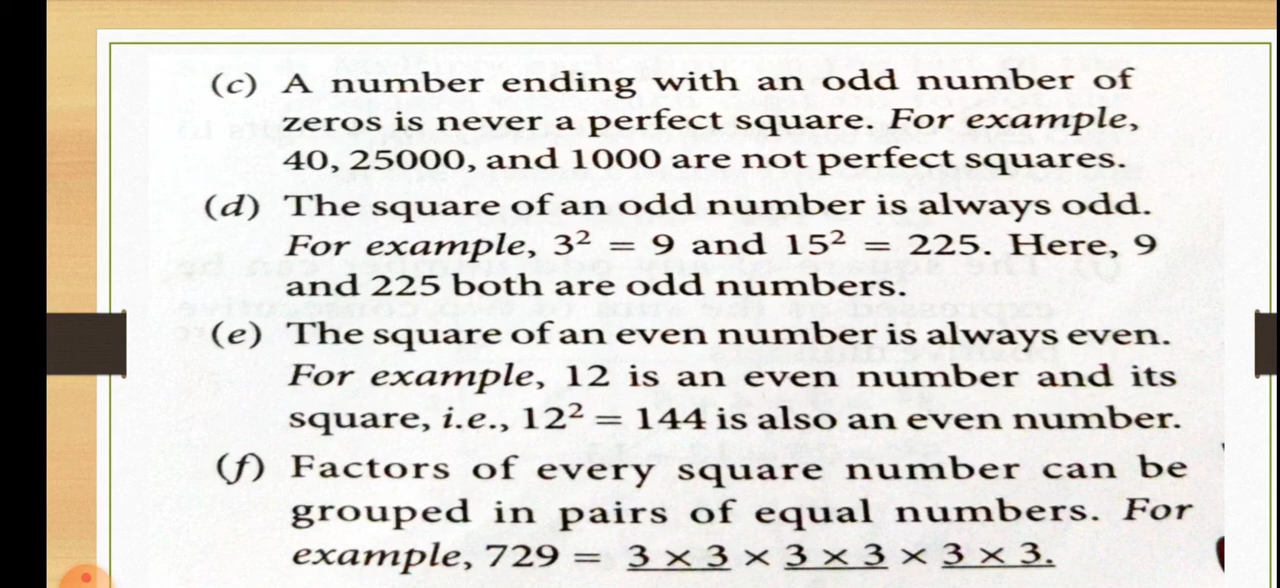 (c) A number ending with an odd number of
zeros is never a perfect square. For example,
40, 25000, and 1000 are not perfect squares.
(d) The square of an odd number is always odd.
For example, 3² = 9 and 15² = 225. Here, 9
and 225 both are odd numbers.
(e) The square of an even number is always even.
For example, 12 is an even number and its
square, i.e., 12² = 144 is also an even number.
(f) Factors of every square number can be
grouped in pairs of equal numbers. For
example, 729 = 3 × 3 × 3 × 3 × 3 × 3.